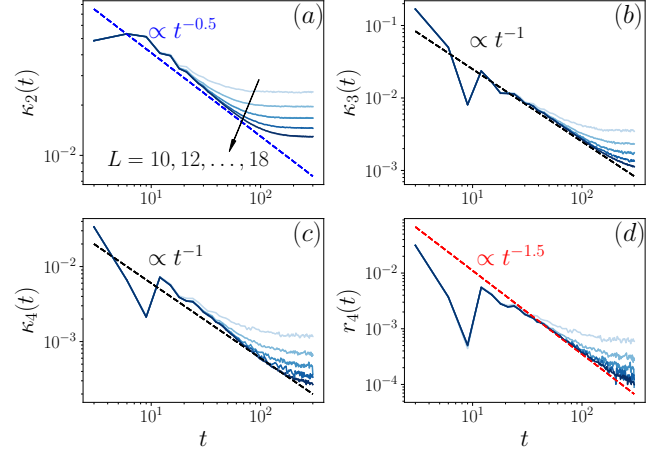 (a)
∝ t^{-0.5}
κ_2(t)
10^{-2}
L = 10, 12, ..., 18
10^1
10^2
(b)
∝ t^{-1}
κ_3(t)
10^{-1}
10^{-2}
10^{-3}
10^1
10^2
(c)
∝ t^{-1}
κ_4(t)
10^{-2}
10^{-3}
10^1
10^2
t
(d)
∝ t^{-1.5}
r_4(t)
10^{-2}
10^{-3}
10^{-4}
10^1
10^2
t